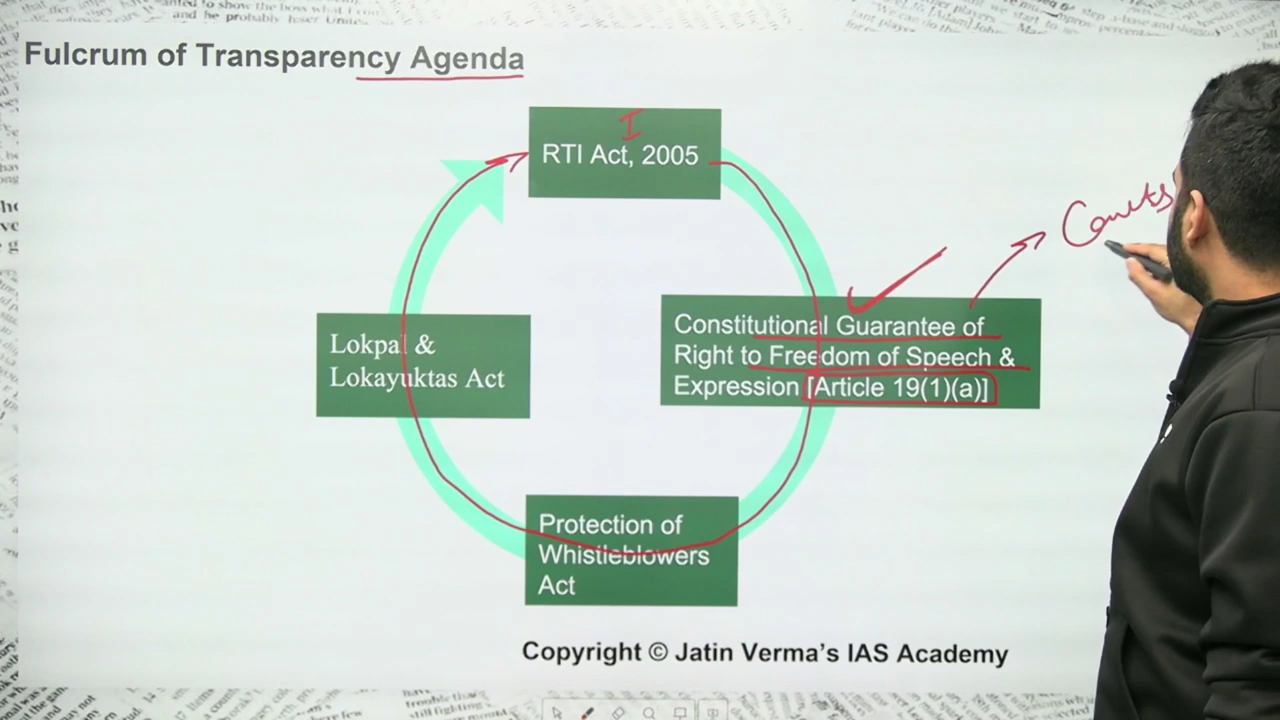 Fulcrum of Transparency Agenda
I
RTI Act, 2005
Courts
Constitutional Guarantee of
Right to Freedom of Speech &
Expression [Article 19(1)(a)]
Lokpal &
Lokayuktas Act
Protection of
Whistleblowers
Act
Copyright © Jatin Verma's IAS Academy